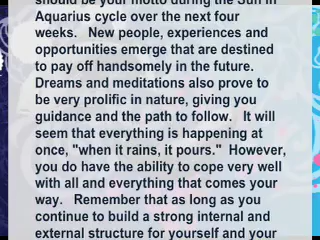 should be your motto during the Sun in
Aquarius cycle over the next four
weeks.   New people, experiences and
opportunities emerge that are destined
to pay off handsomely in the future.
Dreams and meditations also prove to
be very prolific in nature, giving you
guidance and the path to follow.   It will
seem that everything is happening at
once, "when it rains, it pours."  However,
you do have the ability to cope very well
with all and everything that comes your
way.   Remember that as long as you
continue to build a strong internal and
external structure for yourself and your